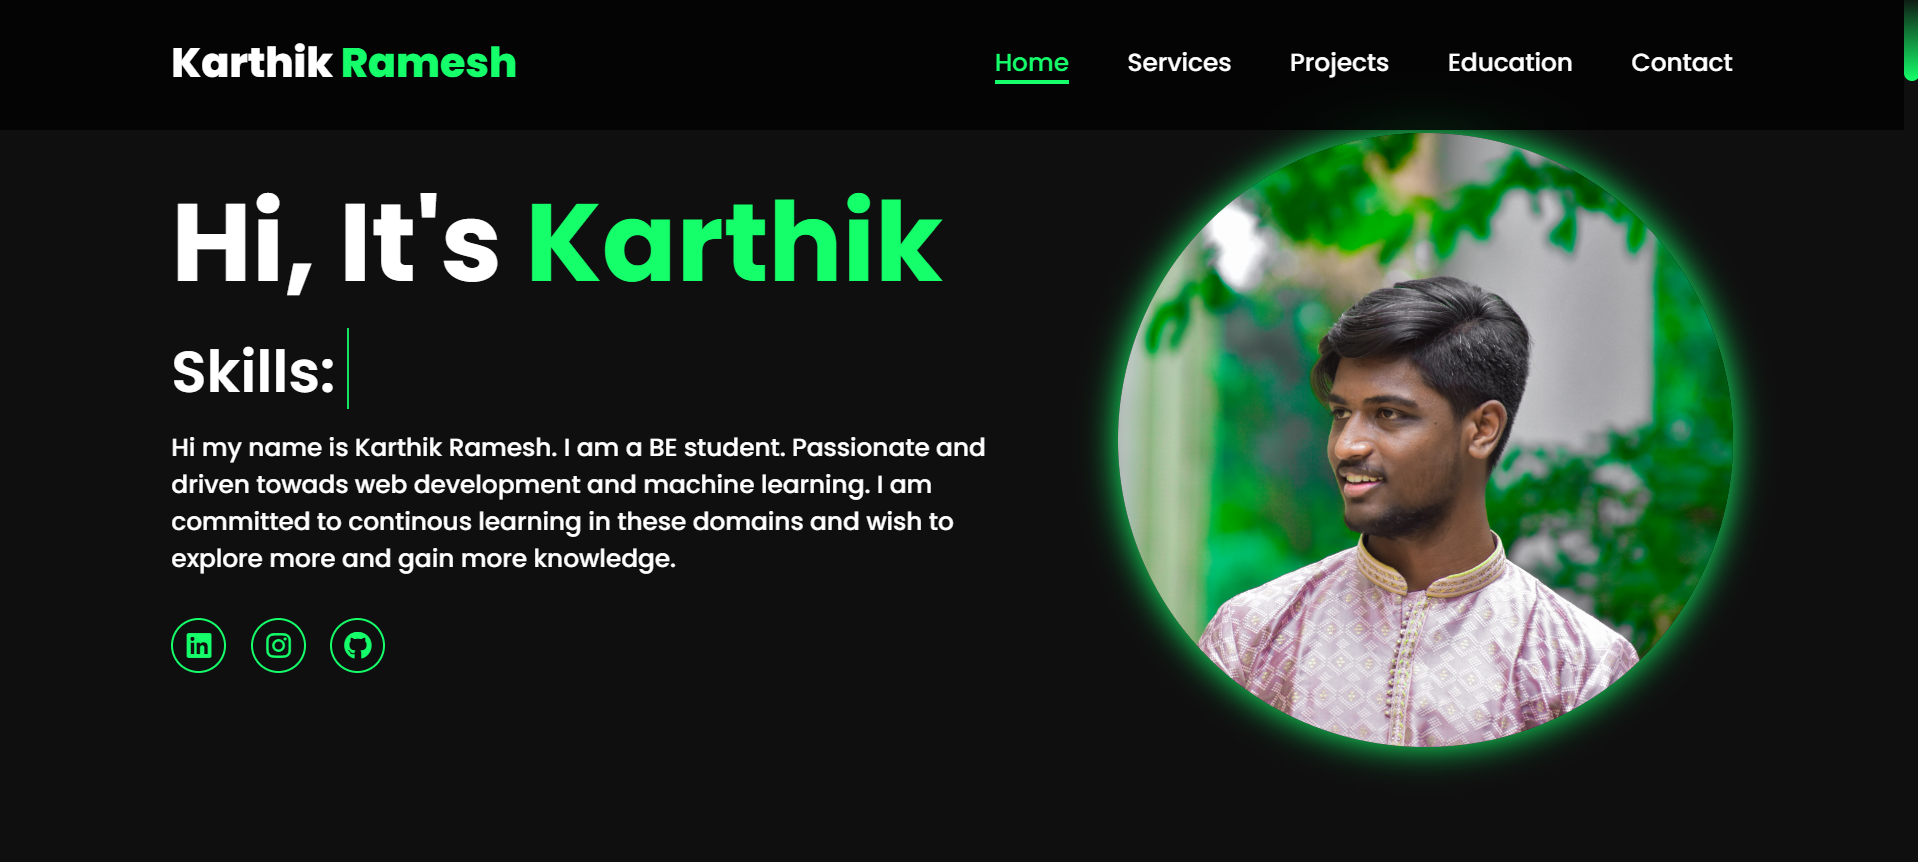 Karthik Ramesh
Home Services Projects Education Contact
Hi, It's Karthik
Skills:
Hi my name is Karthik Ramesh. I am a BE student. Passionate and
driven towads web development and machine learning. I am
committed to continous learning in these domains and wish to
explore more and gain more knowledge.